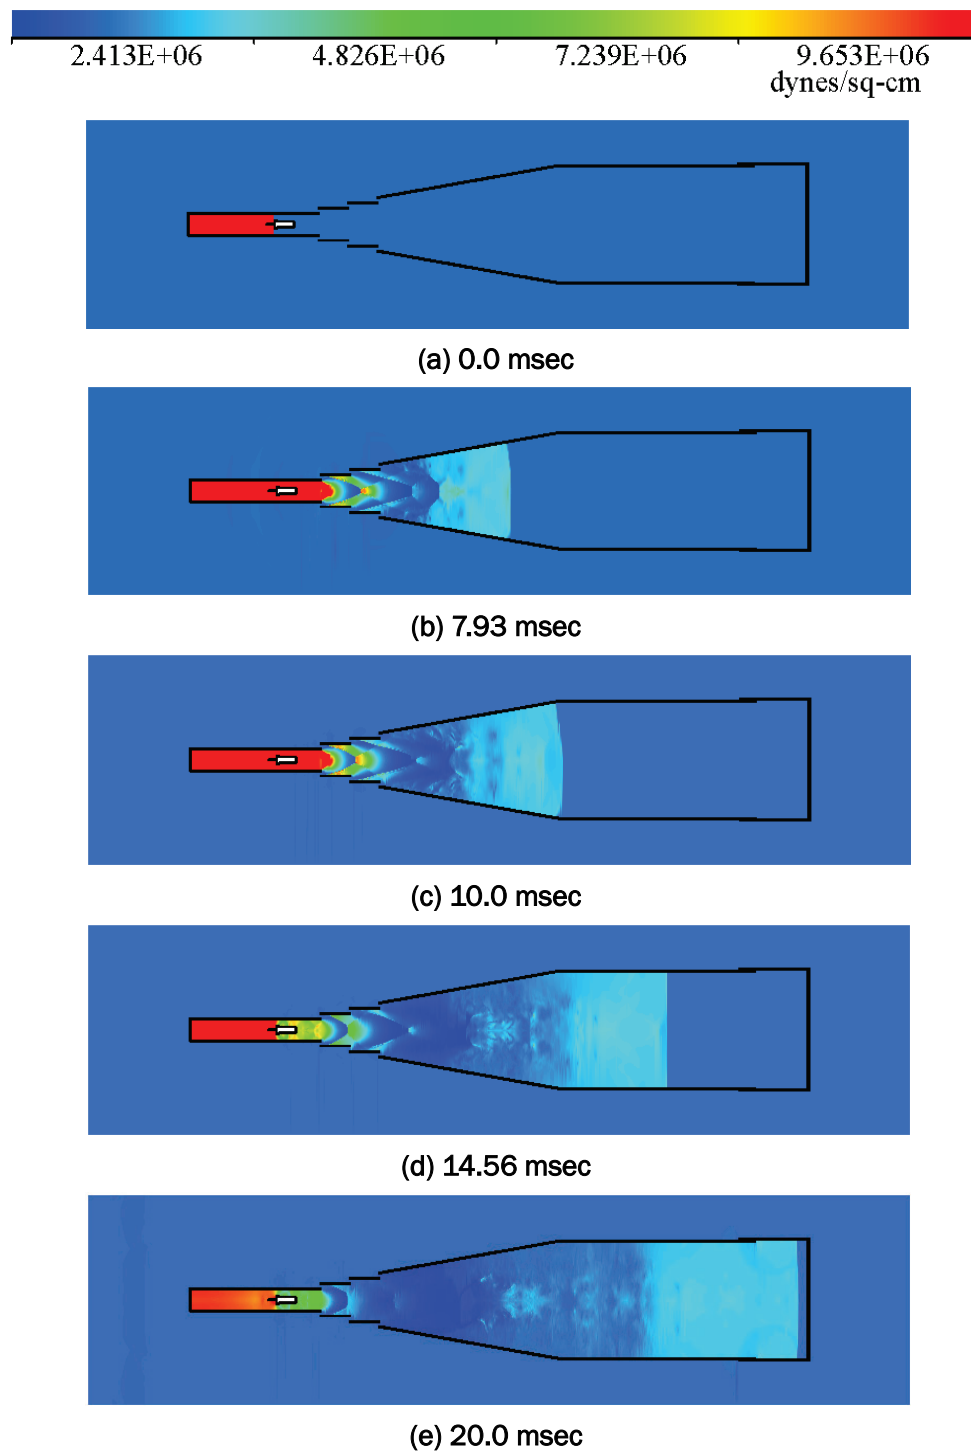 2.413E+06 4.826E+06 7.239E+06 9.653E+06
dynes/sq-cm
(a) 0.0 msec
(b) 7.93 msec
(c) 10.0 msec
(d) 14.56 msec
(e) 20.0 msec